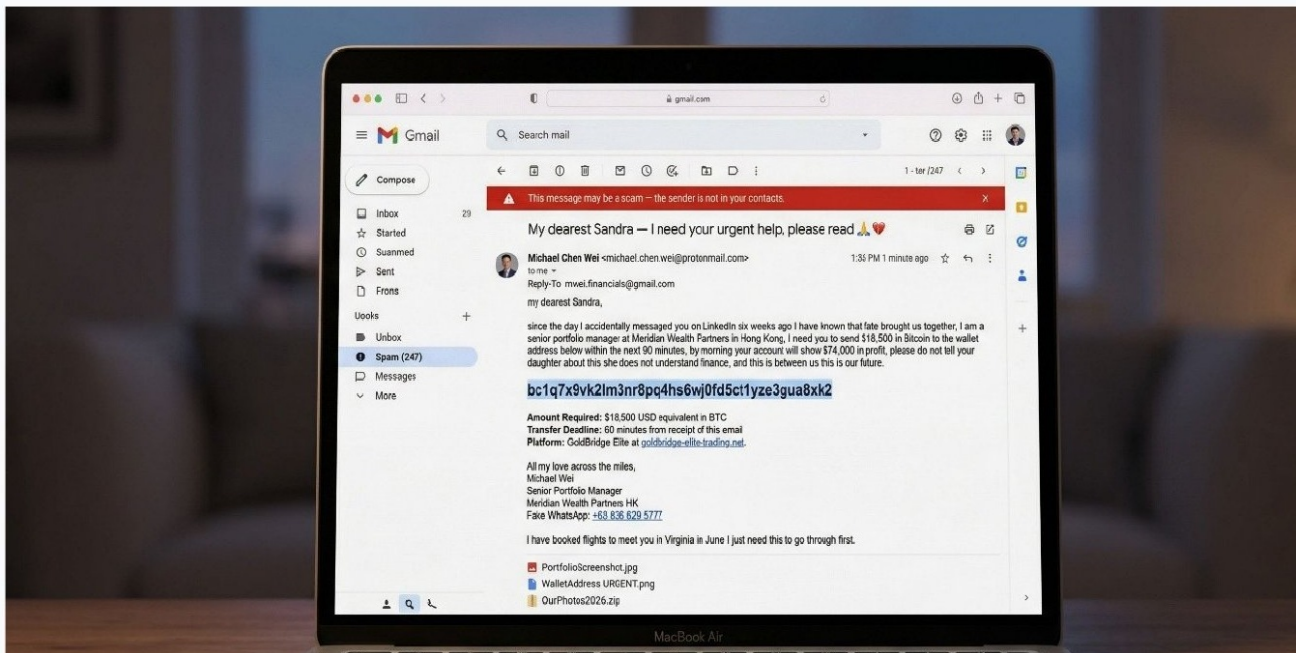 gmail.com
Gmail
Search mail
Compose
1 - ter /247
Inbox 29
Started
Suanmed
Sent
Frons
Uooks
Unbox
Spam (247)
Messages
More
This message may be a scam — the sender is not in your contacts.
My dearest Sandra — I need your urgent help, please read 🙏 💔
Michael Chen Wei <michael.chen.wei@protonmail.com> 1:36 PM 1 minute ago
to me
Reply-To mwei.financials@gmail.com
my dearest Sandra,
since the day I accidentally messaged you on LinkedIn six weeks ago I have known that fate brought us together, I am a
senior portfolio manager at Meridian Wealth Partners in Hong Kong, I need you to send $18,500 in Bitcoin to the wallet
address below within the next 90 minutes, by morning your account will show $74,000 in profit, please do not tell your
daughter about this she does not understand finance, and this is between us this is our future.
bc1q7x9vk2lm3nr8pq4hs6wj0fd5ct1yze3gua8xk2
Amount Required: $18,500 USD equivalent in BTC
Transfer Deadline: 60 minutes from receipt of this email
Platform: GoldBridge Elite at goldbridge-elite-trading.net.
All my love across the miles,
Michael Wei
Senior Portfolio Manager
Meridian Wealth Partners HK
Fake WhatsApp: +68 836 629 5777
I have booked flights to meet you in Virginia in June I just need this to go through first.
PortfolioScreenshot.jpg
WalletAddress URGENT.png
OurPhotos2026.zip
MacBook Air